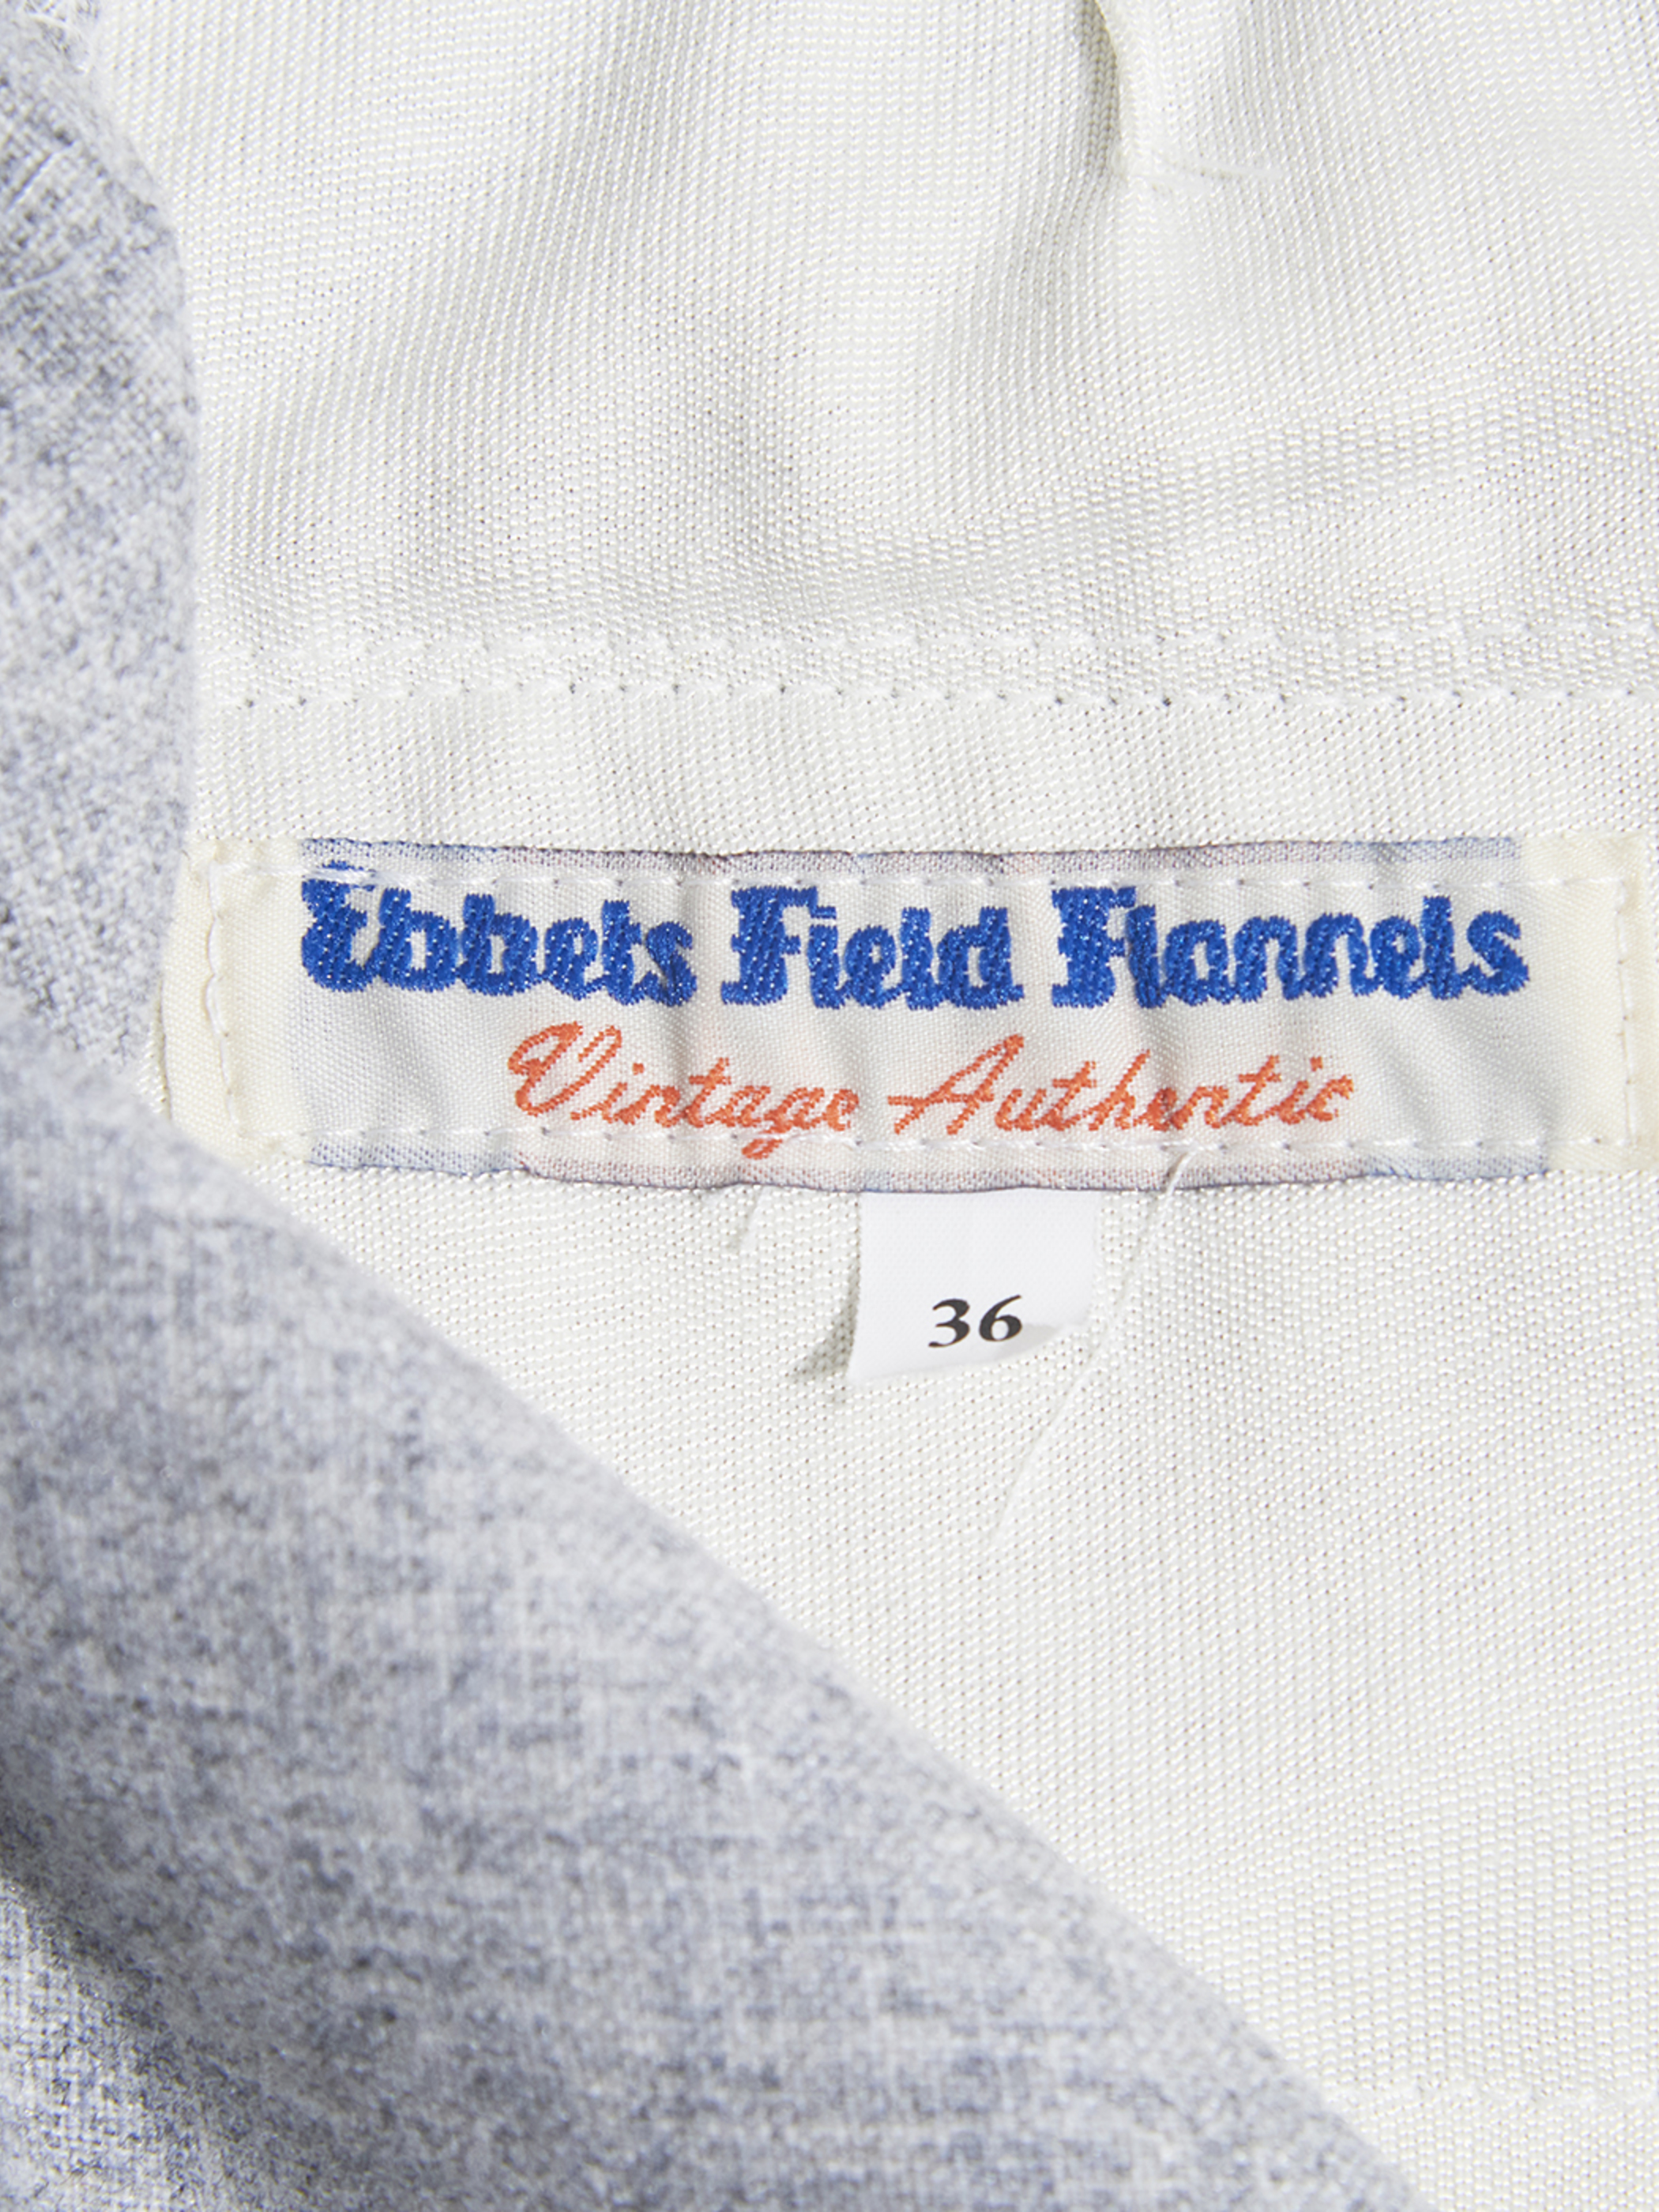 Ebbets Field Flannels
Vintage Authentic
36